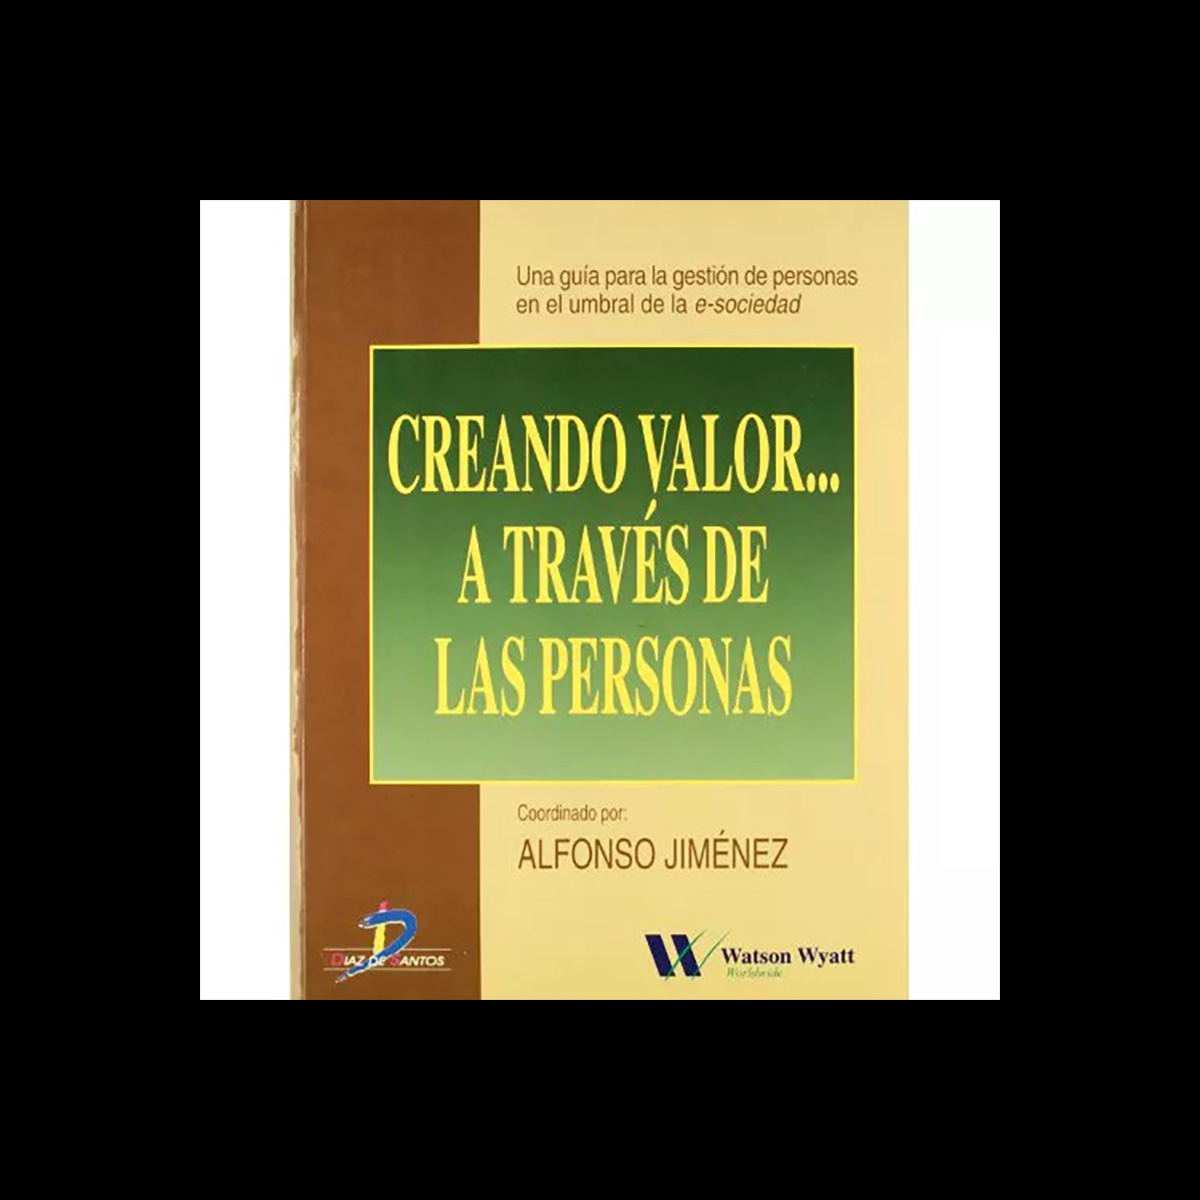 Una guía para la gestión de personas
en el umbral de la e-sociedad
CREANDO VALOR...
A TRAVÉS DE
LAS PERSONAS
Coordinado por:
ALFONSO JIMÉNEZ
DIAZ DE SANTOS
Watson Wyatt
Worldwide